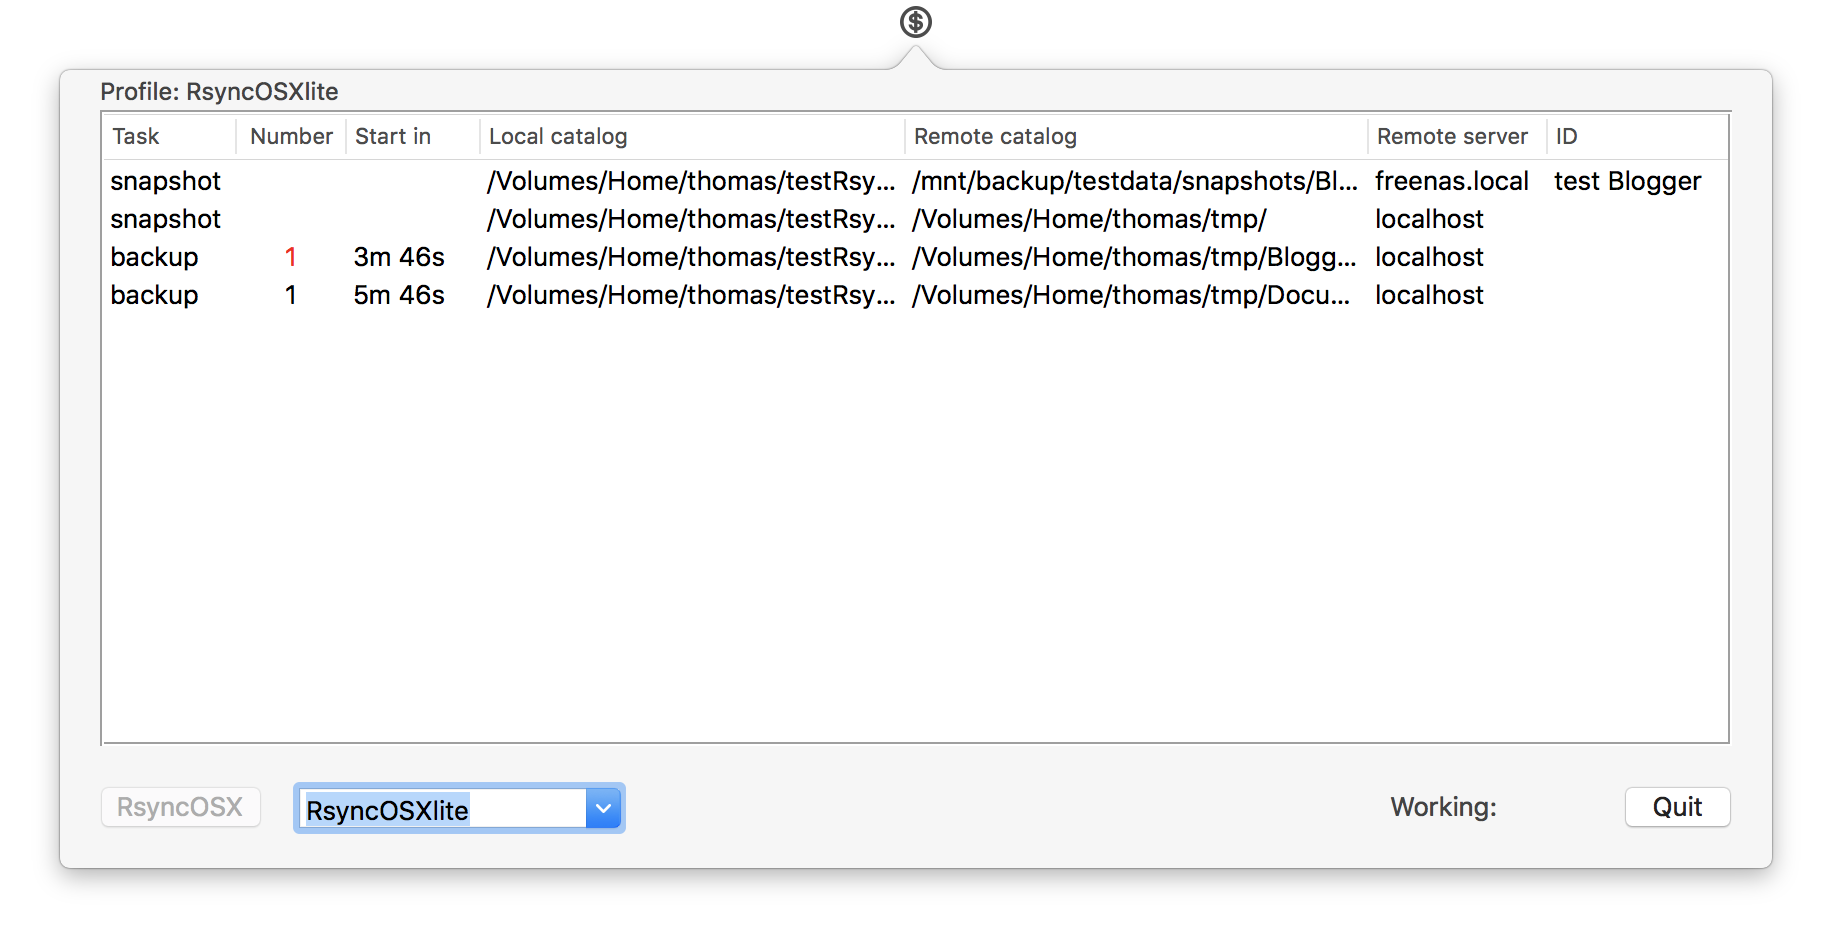 $
Profile: RsyncOSXlite
Task Number Start in Local catalog Remote catalog Remote server ID
snapshot /Volumes/Home/thomas/testRsy... /mnt/backup/testdata/snapshots/Bl... freenas.local test Blogger
snapshot /Volumes/Home/thomas/testRsy... /Volumes/Home/thomas/tmp/ localhost
backup 1 3m 46s /Volumes/Home/thomas/testRsy... /Volumes/Home/thomas/tmp/Blogg... localhost
backup 1 5m 46s /Volumes/Home/thomas/testRsy... /Volumes/Home/thomas/tmp/Docu... localhost
RsyncOSX RsyncOSXlite Working: Quit